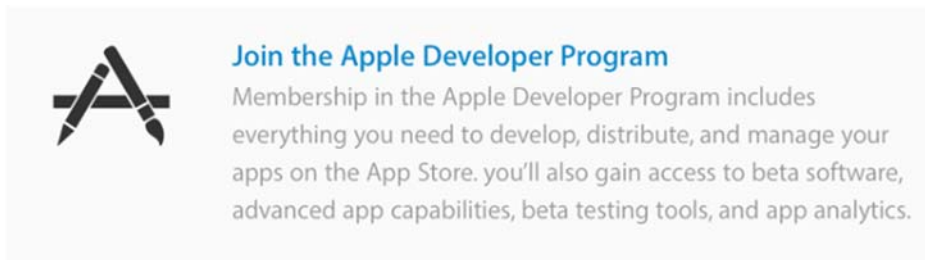 Join the Apple Developer Program
Membership in the Apple Developer Program includes
everything you need to develop, distribute, and manage your
apps on the App Store. you'll also gain access to beta software,
advanced app capabilities, beta testing tools, and app analytics.